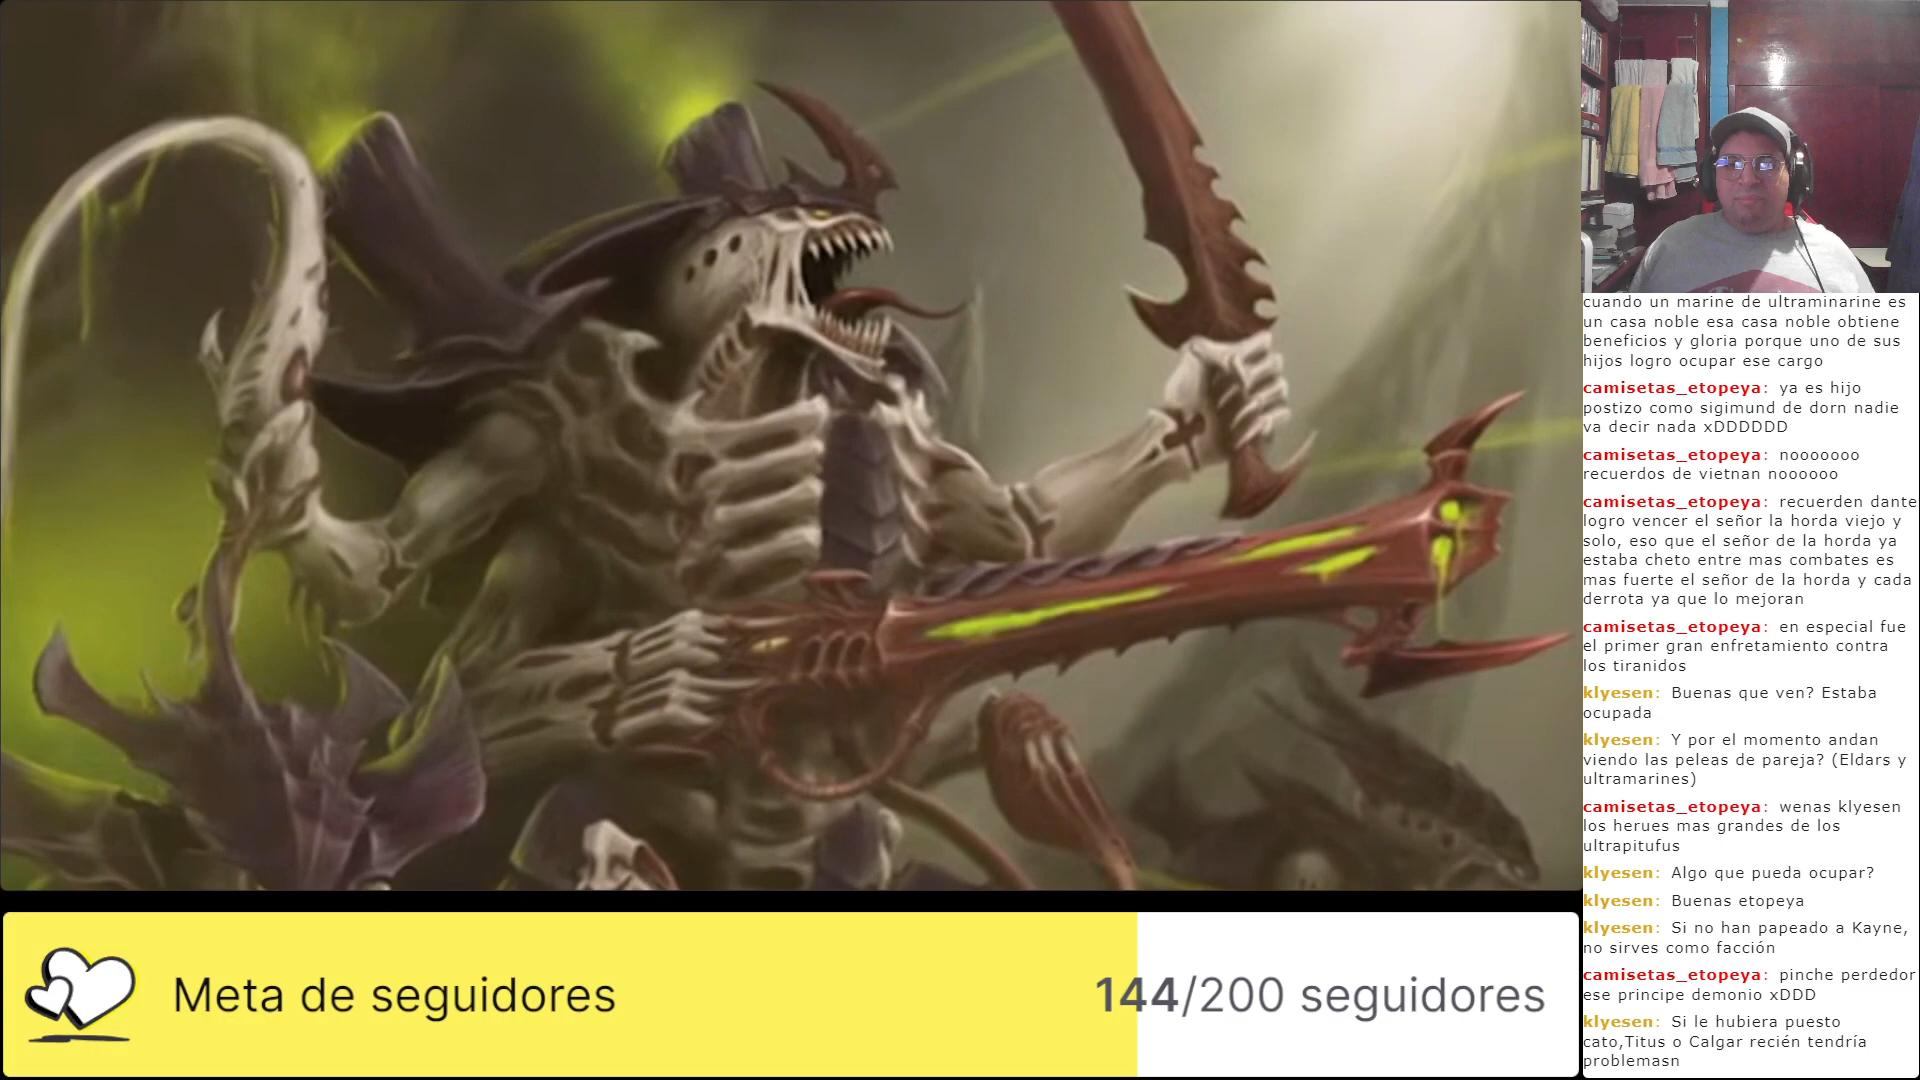 cuando un marine de ultraminarine es
un casa noble esa casa noble obtiene
beneficios y gloria porque uno de sus
hijos logro ocupar ese cargo
camisetas_etopeya: ya es hijo
postizo como sigimund de dorn nadie
va decir nada xDDDDDD
camisetas_etopeya: nooooooo
recuerdos de vietnan noooooo
camisetas_etopeya: recuerden dante
logro vencer el señor la horda viejo y
solo, eso que el señor de la horda ya
estaba cheto entre mas combates es
mas fuerte el señor de la horda y cada
derrota ya que lo mejoran
camisetas_etopeya: en especial fue
el primer gran enfretamiento contra
los tiranidos
klyesen: Buenas que ven? Estaba
ocupada
klyesen: Y por el momento andan
viendo las peleas de pareja? (Eldars y
ultramarines)
camisetas_etopeya: wenas klyesen
los herues mas grandes de los
ultrapitufus
klyesen: Algo que pueda ocupar?
klyesen: Buenas etopeya
klyesen: Si no han papeado a Kayne,
no sirves como facción
camisetas_etopeya: pinche perdedor
ese principe demonio xDDD
klyesen: Si le hubiera puesto
cato,Titus o Calgar recién tendría
problemasn
Meta de seguidores
144/200 seguidores